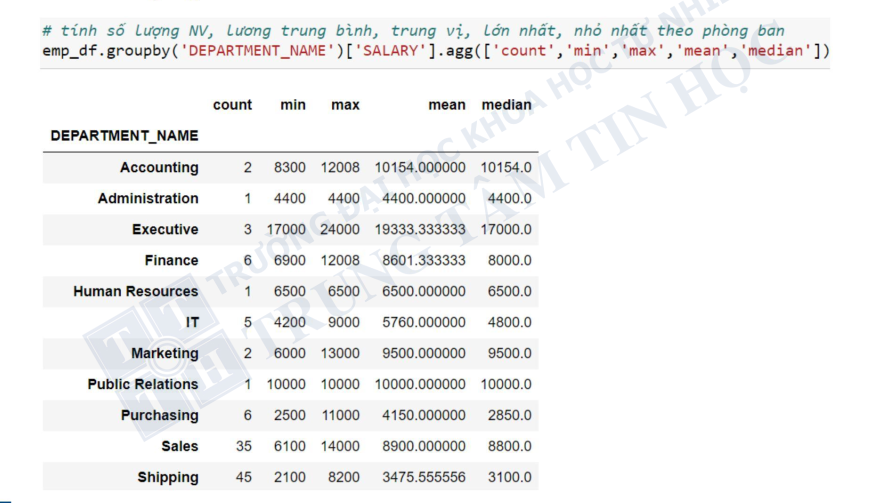 # tính số lượng NV, lương trung bình, trung vị, lớn nhất, nhỏ nhất theo phòng ban
emp_df.groupby('DEPARTMENT_NAME')['SALARY'].agg(['count','min','max','mean','median'])
count min max mean median
DEPARTMENT_NAME
Accounting 2 8300 12008 10154.000000 10154.0
Administration 1 4400 4400 4400.000000 4400.0
Executive 3 17000 24000 19333.333333 17000.0
Finance 6 6900 12008 8601.333333 8000.0
Human Resources 1 6500 6500 6500.000000 6500.0
IT 5 4200 9000 5760.000000 4800.0
Marketing 2 6000 13000 9500.000000 9500.0
Public Relations 1 10000 10000 10000.000000 10000.0
Purchasing 6 2500 11000 4150.000000 2850.0
Sales 35 6100 14000 8900.000000 8800.0
Shipping 45 2100 8200 3475.555556 3100.0
TRƯỜNG ĐẠI HỌC KHOA HỌC TỰ NHIÊN
TRUNG TÂM TIN HỌC